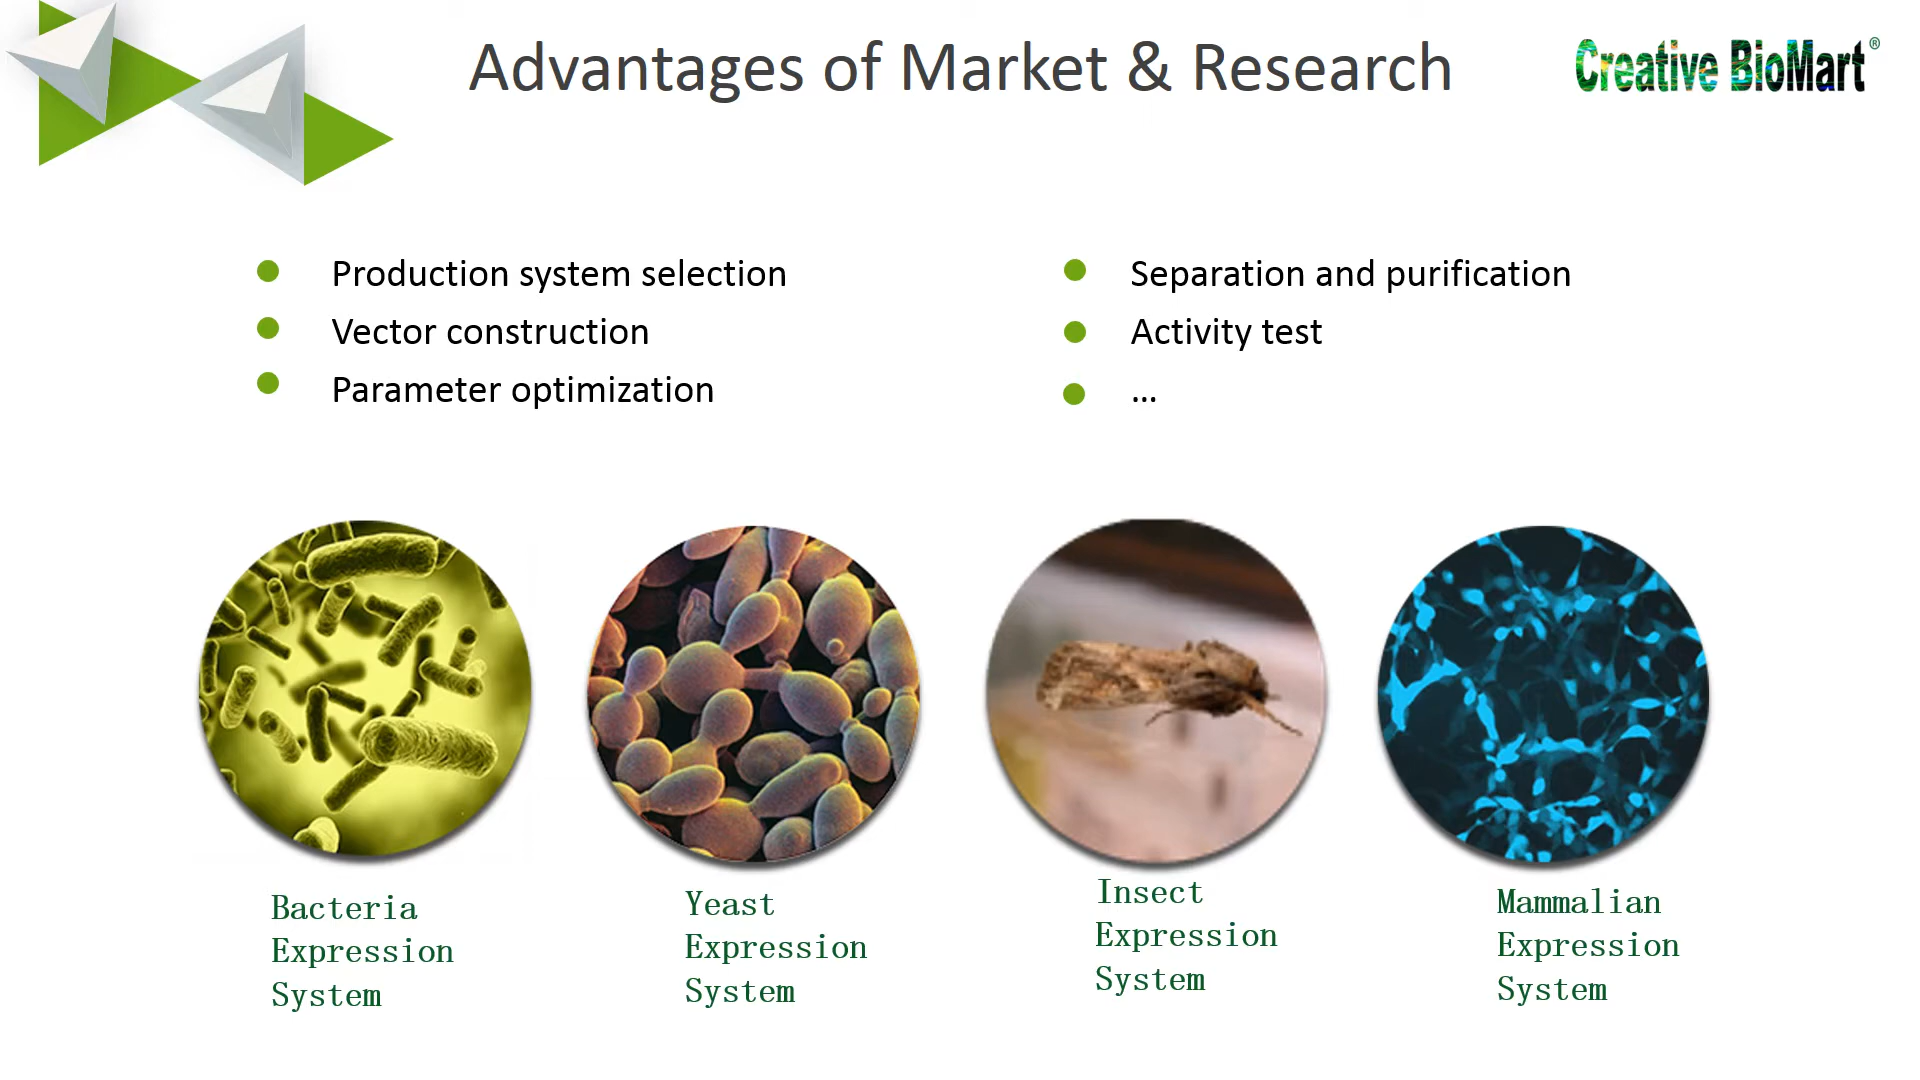 Advantages of Market & Research
Creative BioMart®
Production system selection
Vector construction
Parameter optimization
Separation and purification
Activity test
...
Bacteria
Expression
System
Yeast
Expression
System
Insect
Expression
System
Mammalian
Expression
System